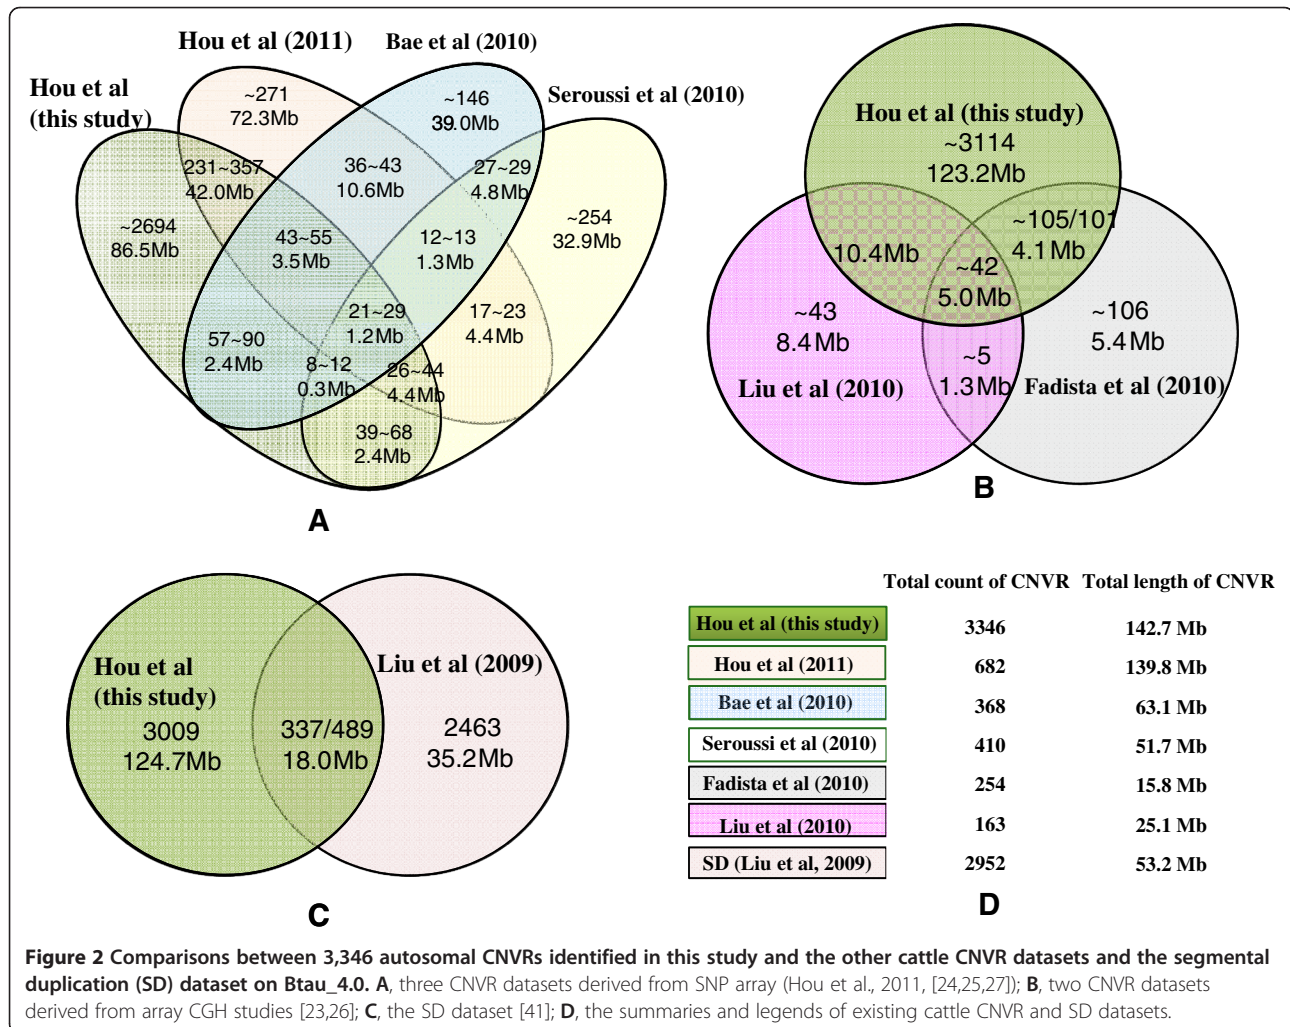 Hou et al (2011)
Bae et al (2010)
Hou et al
(this study)
Seroussi et al (2010)
~271
72.3Mb
~146
39.0Mb
231~357
42.0Mb
36~43
10.6Mb
27~29
4.8Mb
~2694
86.5Mb
43~55
3.5Mb
12~13
1.3Mb
~254
32.9Mb
21~29
1.2Mb
17~23
4.4Mb
57~90
2.4Mb
8~12
0.3Mb
26~44
4.4Mb
39~68
2.4Mb
A
Hou et al (this study)
~3114
123.2Mb
10.4Mb
~105/101
4.1Mb
~42
5.0Mb
~43
8.4Mb
~106
5.4Mb
~5
1.3Mb
Liu et al (2010)
Fadista et al (2010)
B
Hou et al
(this study)
Liu et al (2009)
3009
124.7Mb
337/489
18.0Mb
2463
35.2Mb
C
Total count of CNVR Total length of CNVR
Hou et al (this study) 3346 142.7 Mb
Hou et al (2011) 682 139.8 Mb
Bae et al (2010) 368 63.1 Mb
Seroussi et al (2010) 410 51.7 Mb
Fadista et al (2010) 254 15.8 Mb
Liu et al (2010) 163 25.1 Mb
SD (Liu et al, 2009) 2952 53.2 Mb
D
Figure 2 Comparisons between 3,346 autosomal CNVRs identified in this study and the other cattle CNVR datasets and the segmental
duplication (SD) dataset on Btau_4.0. A, three CNVR datasets derived from SNP array (Hou et al., 2011, [24,25,27]); B, two CNVR datasets
derived from array CGH studies [23,26]; C, the SD dataset [41]; D, the summaries and legends of existing cattle CNVR and SD datasets.